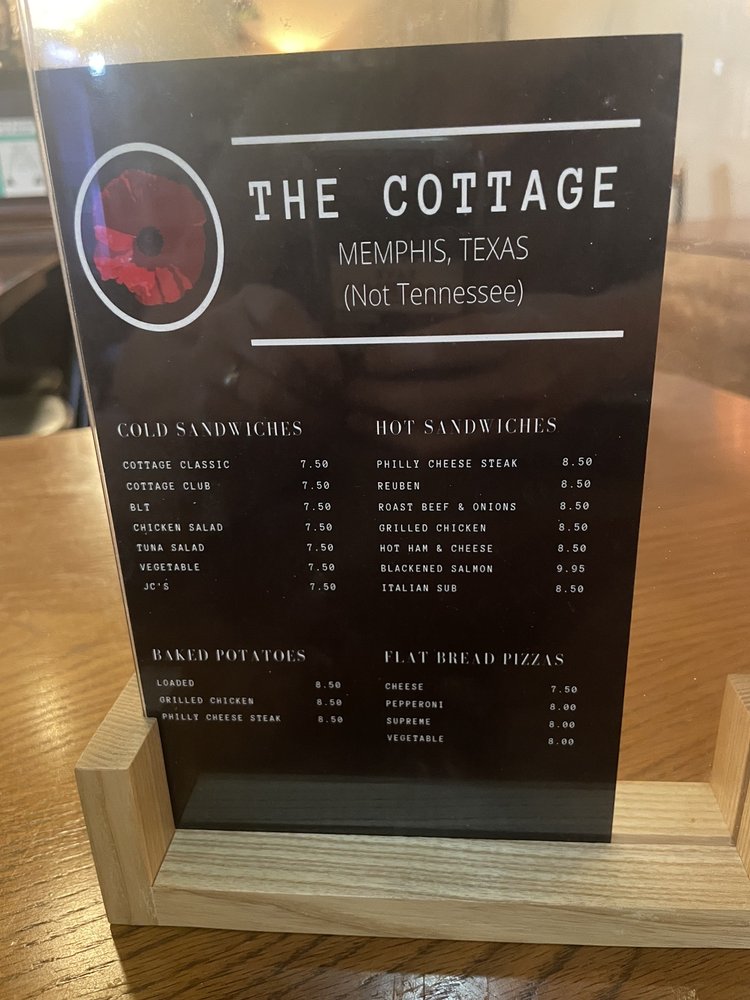 THE COTTAGE
MEMPHIS, TEXAS
(Not Tennessee)
COLD SANDWICHES
COTTAGE CLASSIC 7.50
COTTAGE CLUB 7.50
BLT 7.50
CHICKEN SALAD 7.50
TUNA SALAD 7.50
VEGETABLE 7.50
JC'S 7.50
HOT SANDWICHES
PHILLY CHEESE STEAK 8.50
REUBEN 8.50
ROAST BEEF & ONIONS 8.50
GRILLED CHICKEN 8.50
HOT HAM & CHEESE 8.50
BLACKENED SALMON 9.95
ITALIAN SUB 8.50
BAKED POTATOES
LOADED 8.50
GRILLED CHICKEN 8.50
PHILLY CHEESE STEAK 8.50
FLAT BREAD PIZZAS
CHEESE 7.50
PEPPERONI 8.00
SUPREME 8.00
VEGETABLE 8.00